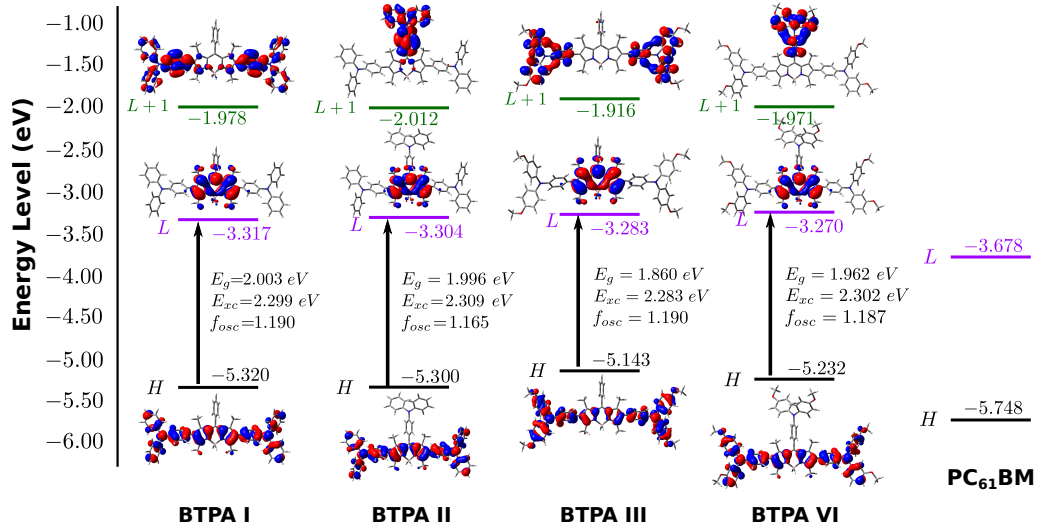 Energy Level (eV)
−1.00
−1.50
−2.00
−2.50
−3.00
−3.50
−4.00
−4.50
−5.00
−5.50
−6.00
L + 1
−1.978
L
−3.317
E_g=2.003 eV
E_xc=2.299 eV
f_osc=1.190
H
−5.320
BTPA I
L + 1
−2.012
L
−3.304
E_g = 1.996 eV
E_xc=2.309 eV
f_osc=1.165
H
−5.300
BTPA II
L + 1
−1.916
L
−3.283
E_g = 1.860 eV
E_xc = 2.283 eV
f_osc = 1.190
H
−5.143
BTPA III
L + 1
−1.971
L
−3.270
E_g = 1.962 eV
E_xc = 2.302 eV
f_osc = 1.187
H
−5.232
BTPA VI
L
−3.678
H
−5.748
PC₆₁BM